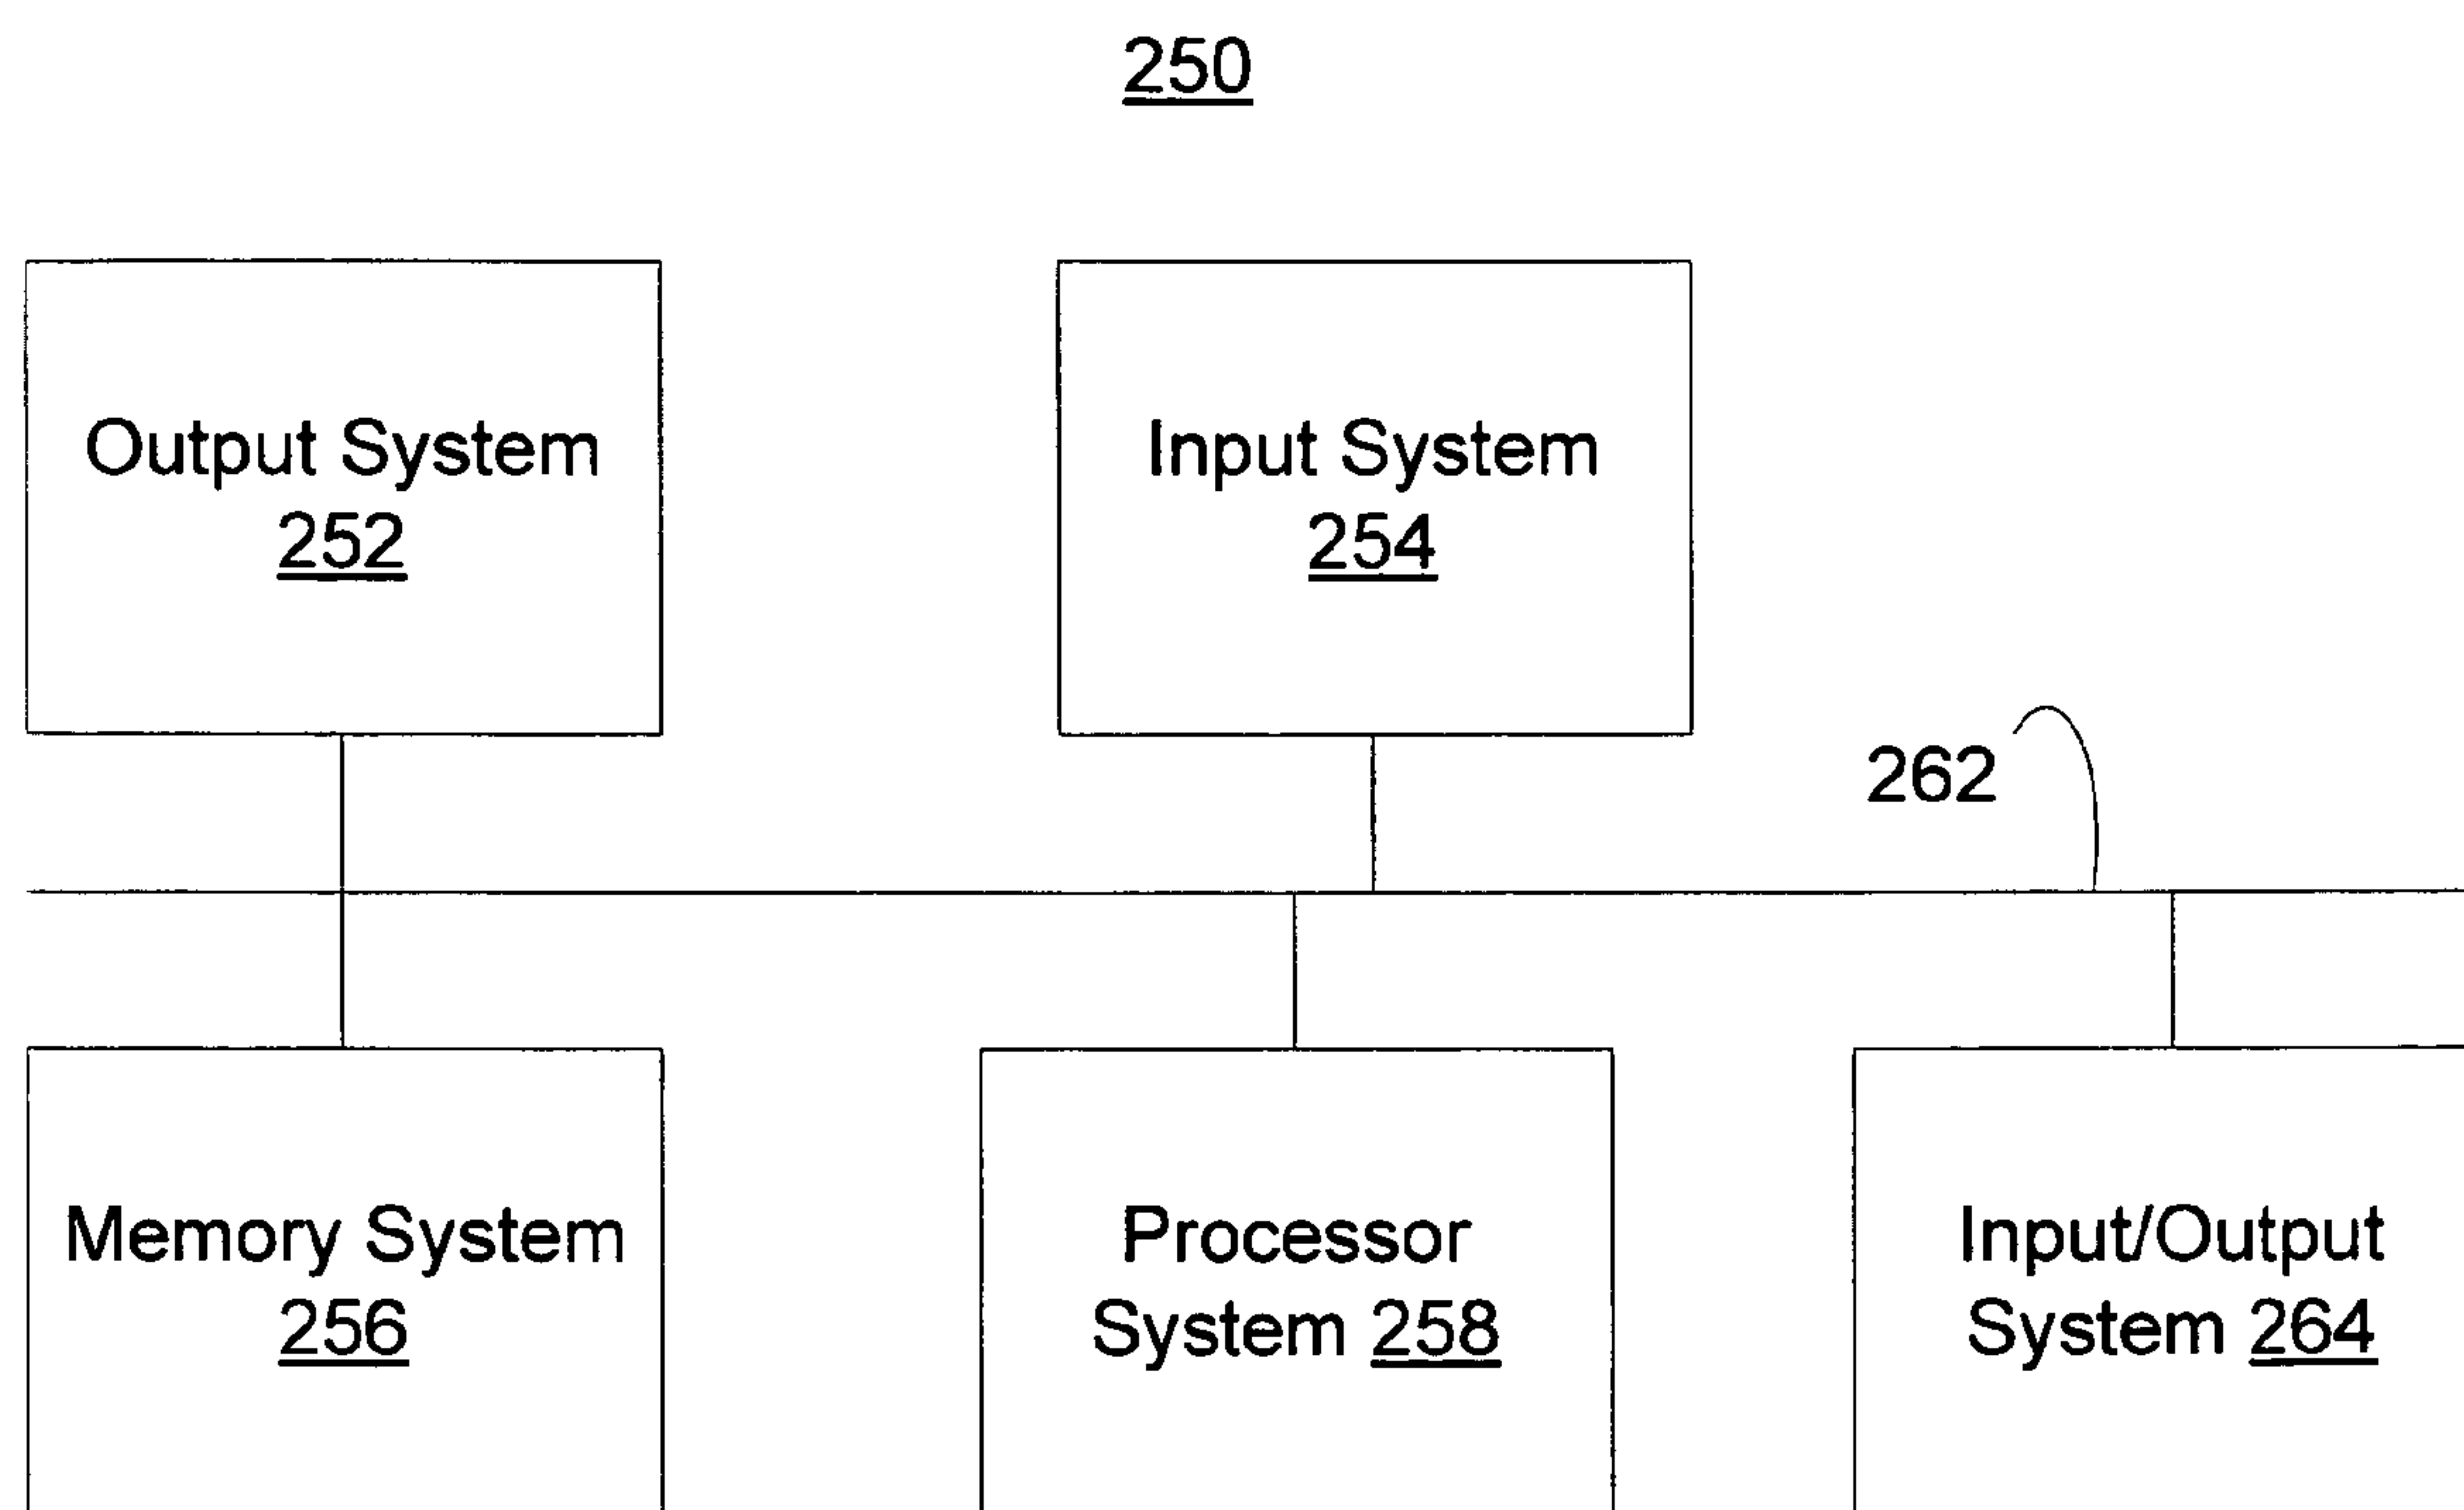 250
Output System
252
Input System
254
262
Memory System
256
Processor
System 258
Input/Output
System 264